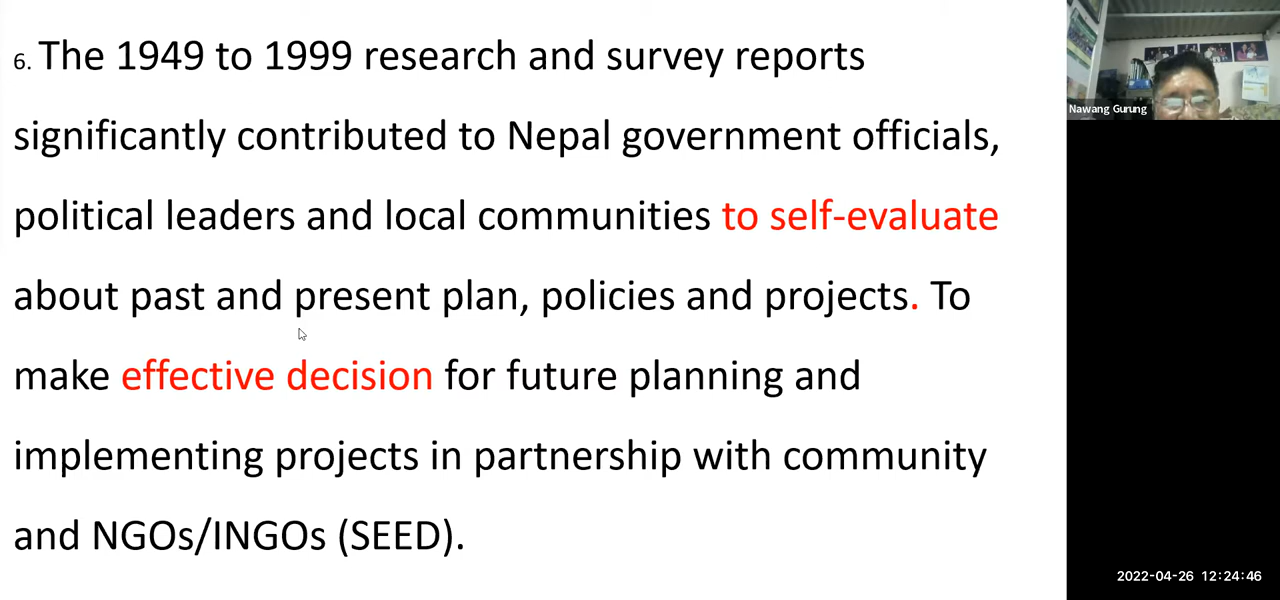 6. The 1949 to 1999 research and survey reports
significantly contributed to Nepal government officials,
political leaders and local communities to self-evaluate
about past and present plan, policies and projects. To
make effective decision for future planning and
implementing projects in partnership with community
and NGOs/INGOs (SEED).
Nawang Gurung
2022-04-26 12:24:46